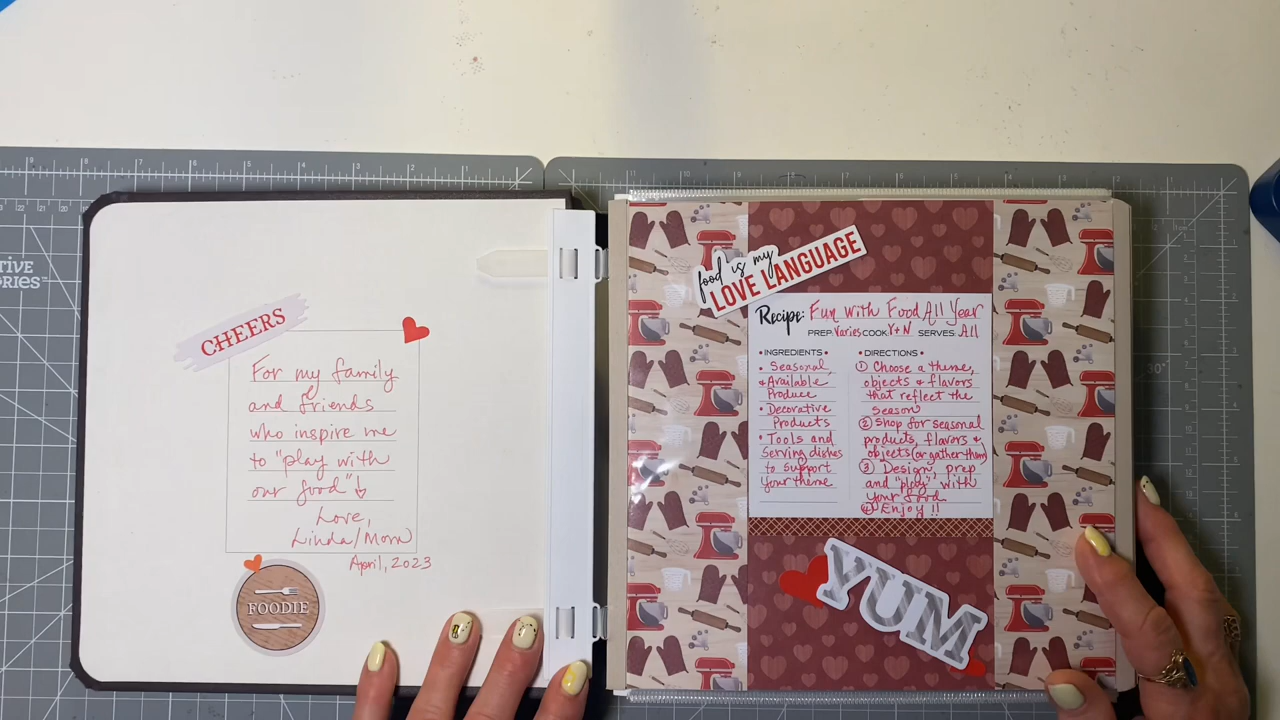 TIVE
ORIES
CHEERS
For my family
and friends
who inspire me
to "play with
our food"!
Love,
Linda/Mom
April, 2023
FOODIE
food is my
LOVE LANGUAGE
Recipe: Fun With Food All Year
PREP: Varies COOK: Y+N SERVES: All
• INGREDIENTS •
• Seasonal
& Available
Produce
• Decorative
Products
• Tools and
serving dishes
to support
your theme
• DIRECTIONS •
① Choose a theme,
objects & flavors
that reflect the
season
② Shop for seasonal
products, flavors &
objects (or gather them)
③ Design, prep
and "play" with
your food.
④ Enjoy!!
YUM